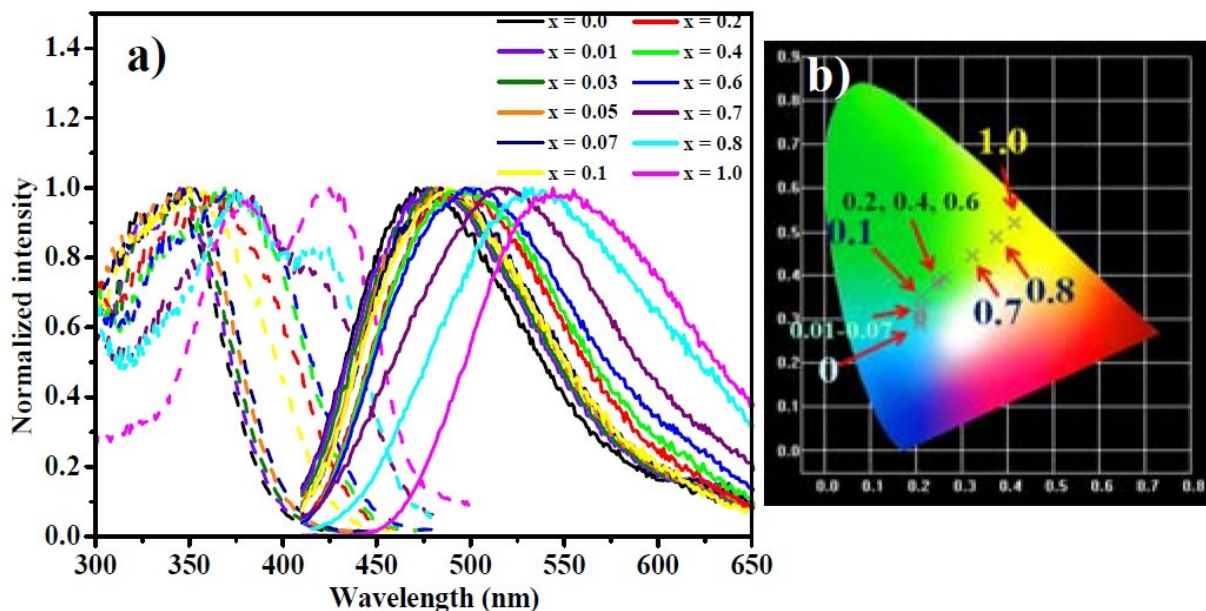 a)
x = 0.0 x = 0.2
x = 0.01 x = 0.4
x = 0.03 x = 0.6
x = 0.05 x = 0.7
x = 0.07 x = 0.8
x = 0.1 x = 1.0
1.4
1.2
1.0
0.8
0.6
0.4
0.2
0.0
Normalized intensity
300 350 400 450 500 550 600 650
Wavelength (nm)
b)
0.9
0.8
0.7
0.6
0.5
0.4
0.3
0.2
0.1
0.0
1.0
0.2, 0.4, 0.6
0.1
0.8
0.7
0.01-0.07
0
0.0 0.1 0.2 0.3 0.4 0.5 0.6 0.7 0.8